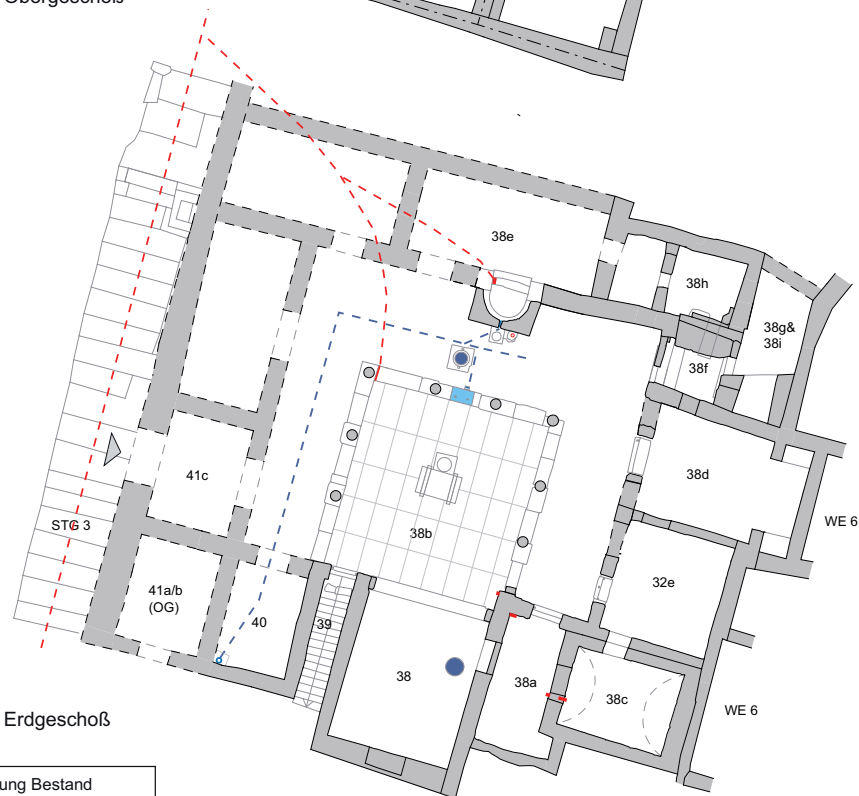 Obergeschoß
38e
38h
38g&
38i
38f
38d
41c
WE 6
STG 3
38b
32e
41a/b
(OG)
40
39
38
38a
38c
WE 6
Erdgeschoß
ung Bestand